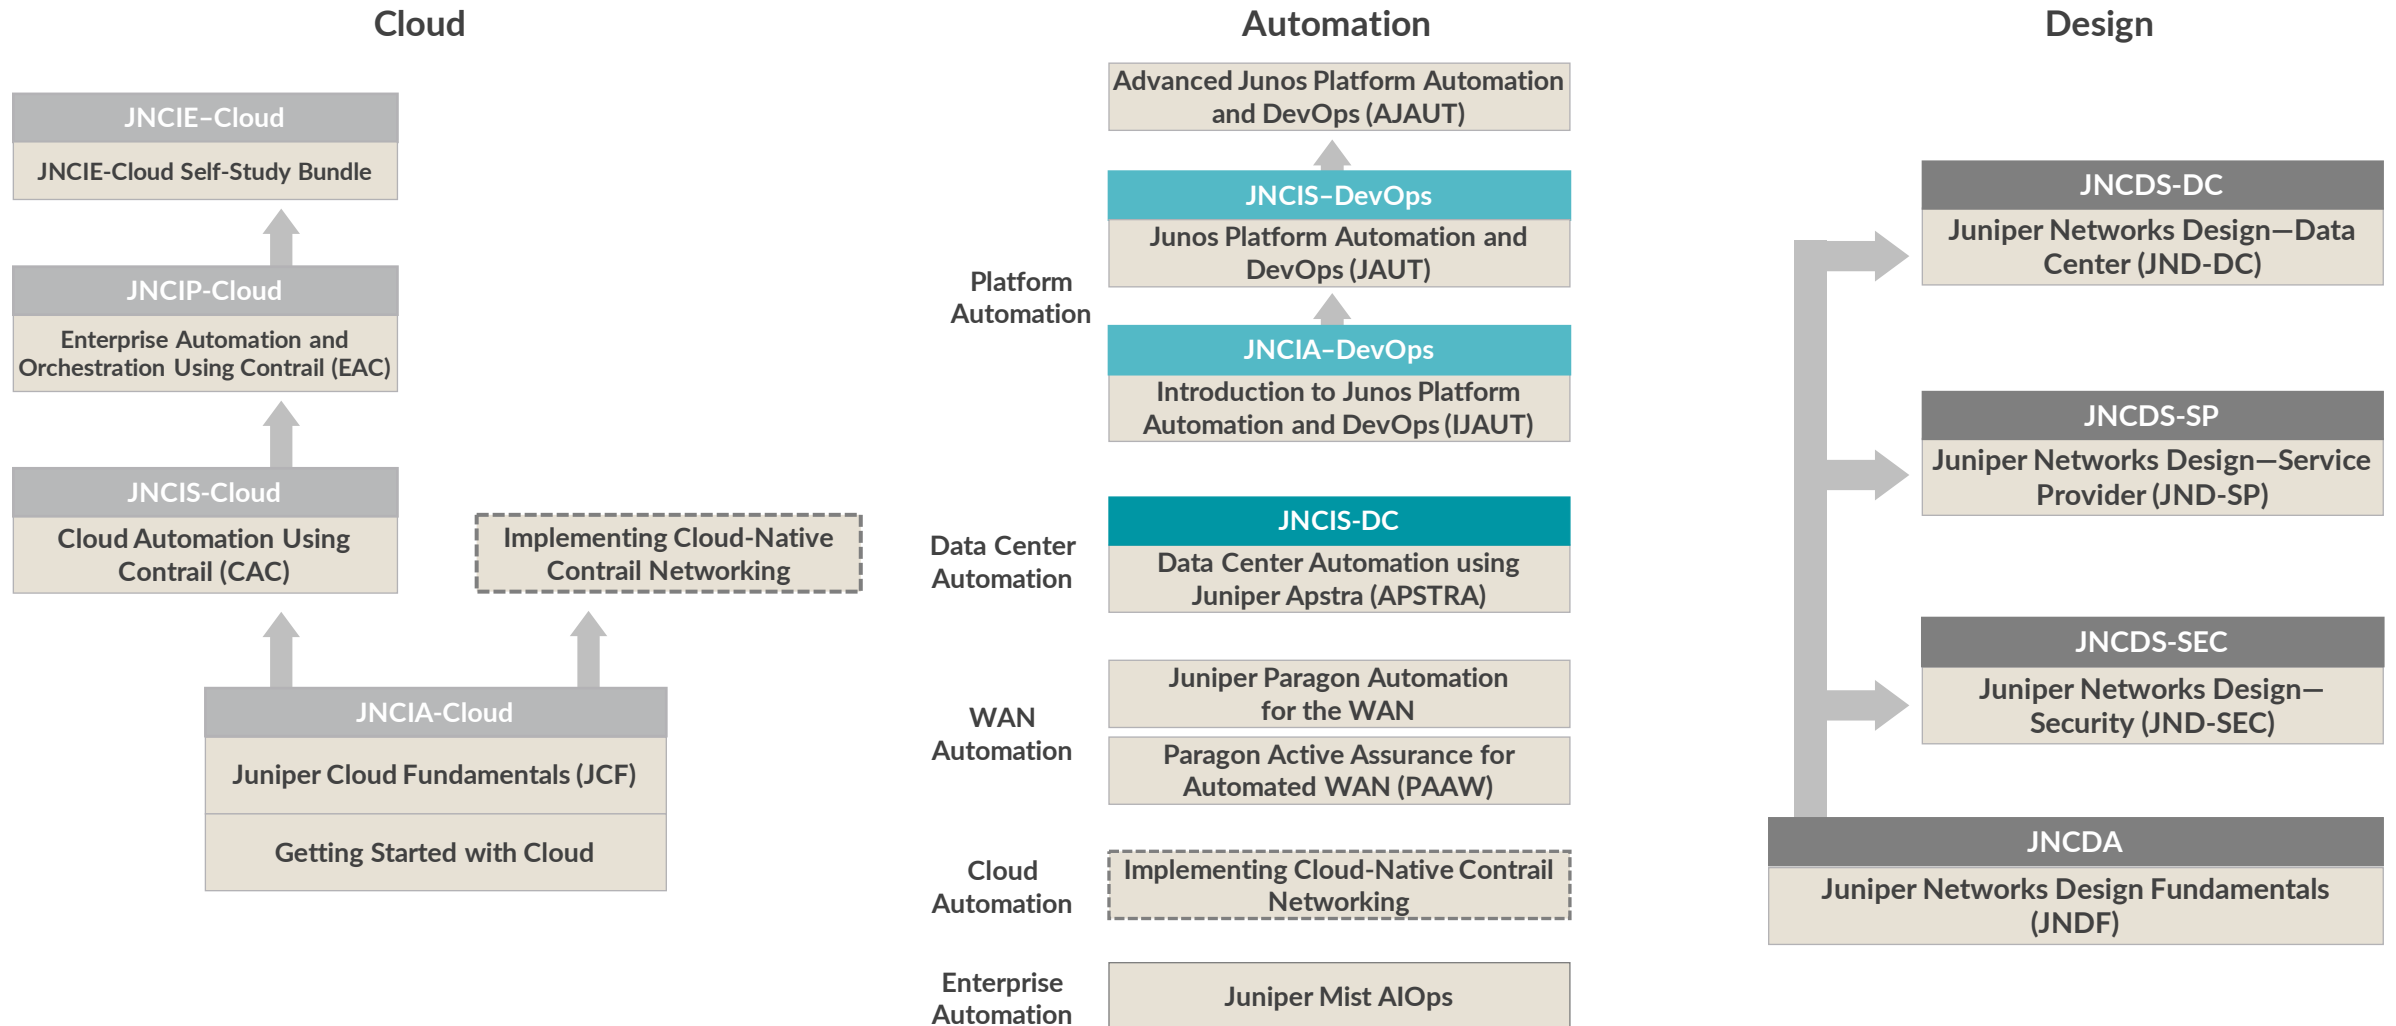 Cloud
JNCIE–Cloud
JNCIE-Cloud Self-Study Bundle
JNCIP-Cloud
Enterprise Automation and
Orchestration Using Contrail (EAC)
JNCIS-Cloud
Cloud Automation Using
Contrail (CAC)
Implementing Cloud-Native
Contrail Networking
JNCIA-Cloud
Juniper Cloud Fundamentals (JCF)
Getting Started with Cloud
Automation
Advanced Junos Platform Automation
and DevOps (AJAUT)
Platform
Automation
JNCIS–DevOps
Junos Platform Automation and
DevOps (JAUT)
JNCIA–DevOps
Introduction to Junos Platform
Automation and DevOps (IJAUT)
Data Center
Automation
JNCIS-DC
Data Center Automation using
Juniper Apstra (APSTRA)
WAN
Automation
Juniper Paragon Automation
for the WAN
Paragon Active Assurance for
Automated WAN (PAAW)
Cloud
Automation
Implementing Cloud-Native Contrail
Networking
Enterprise
Automation
Juniper Mist AIOps
Design
JNCDS-DC
Juniper Networks Design—Data
Center (JND-DC)
JNCDS-SP
Juniper Networks Design—Service
Provider (JND-SP)
JNCDS-SEC
Juniper Networks Design—
Security (JND-SEC)
JNCDA
Juniper Networks Design Fundamentals
(JNDF)